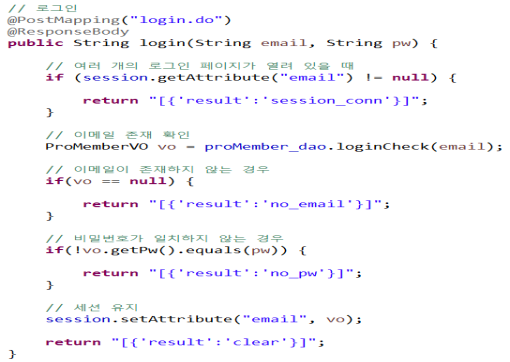 // 로그인
@PostMapping("login.do")
@ResponseBody
public String login(String email, String pw) {
// 여러 개의 로그인 페이지가 열려 있을 때
if (session.getAttribute("email") != null) {
return "[{'result':'session_conn'}]";
}
// 이메일 존재 확인
ProMemberVO vo = proMember_dao.loginCheck(email);
// 이메일이 존재하지 않는 경우
if(vo == null) {
return "[{'result':'no_email'}]";
}
// 비밀번호가 일치하지 않는 경우
if(!vo.getPw().equals(pw)) {
return "[{'result':'no_pw'}]";
}
// 세션 유지
session.setAttribute("email", vo);
return "[{'result':'clear'}]";
}